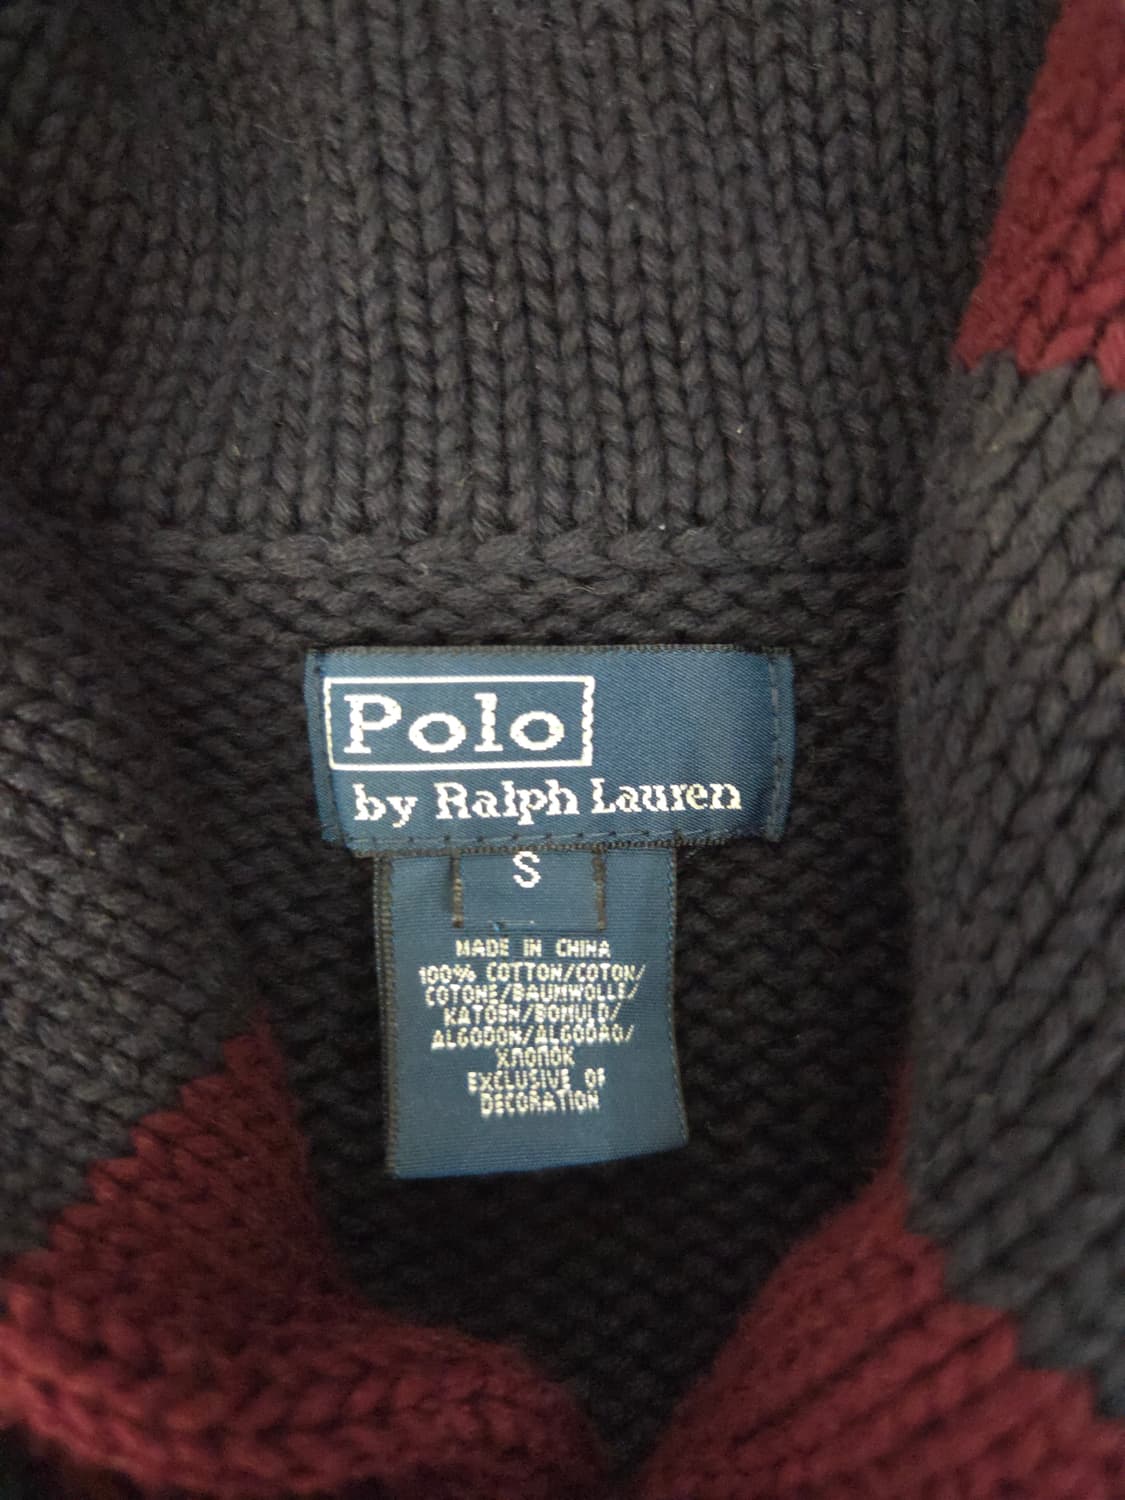 Polo
by Ralph Lauren
S
MADE IN CHINA
100% COTTON/COTON/
COTONE/BAUMWOLLE/
KATOEN/BOMULD/
ALGODON/ALGODAO/
ХЛОПОК
EXCLUSIVE OF
DECORATION